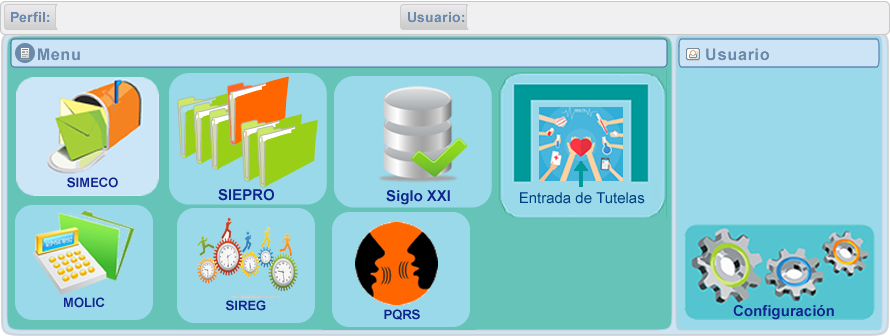 Perfil:
Usuario:
Menu
Usuario
SIMECO
SIEPRO
Siglo XXI
Entrada de Tutelas
MOLIC
SIREG
PQRS
Configuración